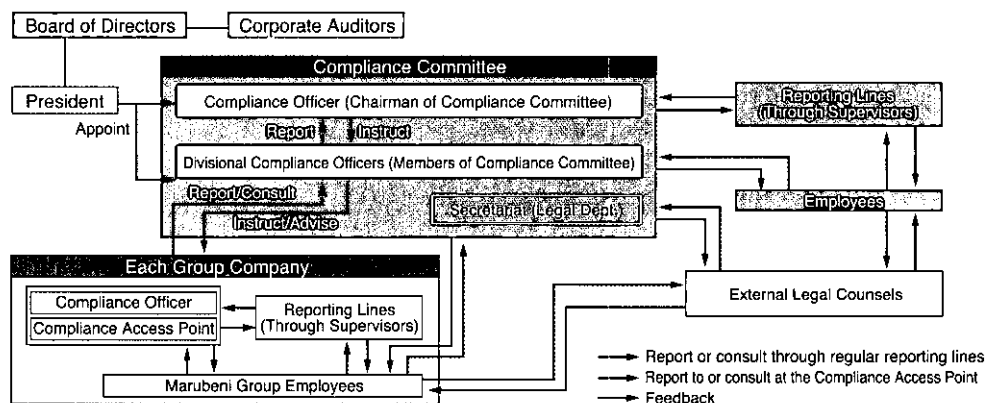 Board of Directors
Corporate Auditors
Compliance Committee
President
Appoint
Compliance Officer (Chairman of Compliance Committee)
Report
Instruct
Divisional Compliance Officers (Members of Compliance Committee)
Report/Consult
Instruct/Advise
Secretariat (Legal Dept.)
Reporting Lines
(Through Supervisors)
Employees
External Legal Counsels
Each Group Company
Compliance Officer
Compliance Access Point
Reporting Lines
(Through Supervisors)
Marubeni Group Employees
Report or consult through regular reporting lines
Report to or consult at the Compliance Access Point
Feedback